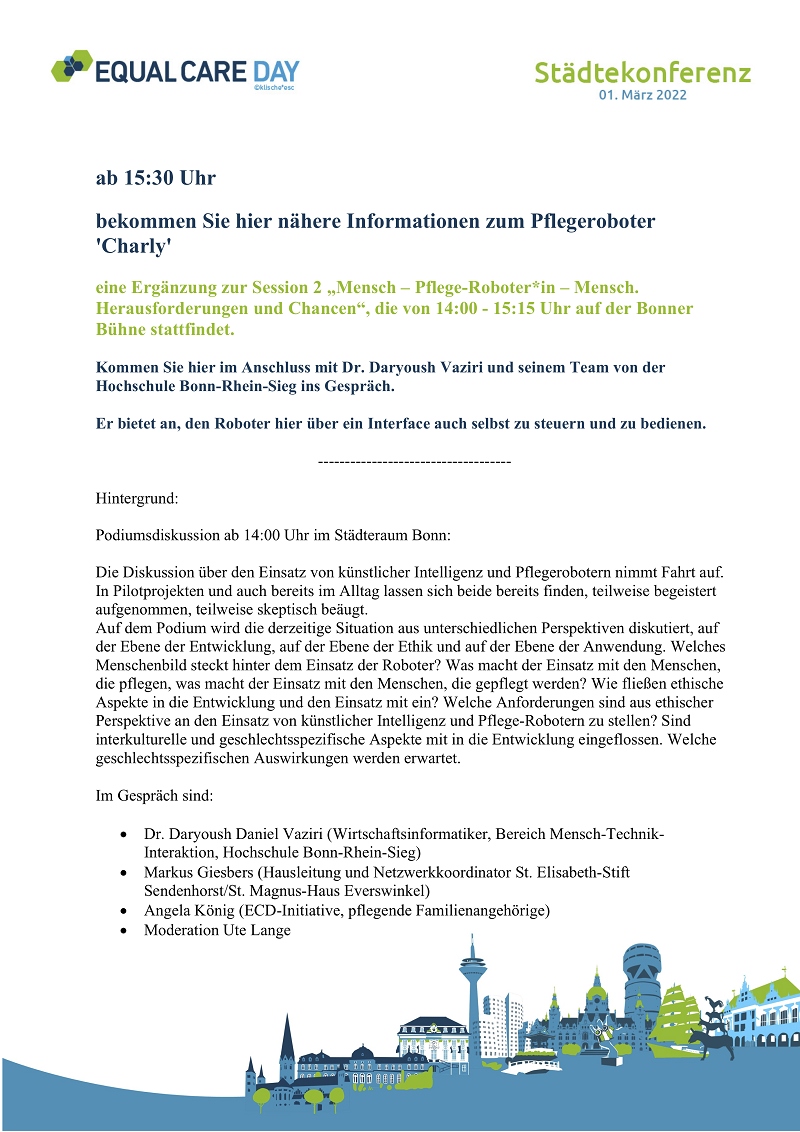 EQUAL CARE DAY
©klische*esc
Städtekonferenz
01. März 2022
ab 15:30 Uhr
bekommen Sie hier nähere Informationen zum Pflegeroboter
'Charly'
eine Ergänzung zur Session 2 „Mensch – Pflege-Roboter*in – Mensch.
Herausforderungen und Chancen“, die von 14:00 - 15:15 Uhr auf der Bonner
Bühne stattfindet.
Kommen Sie hier im Anschluss mit Dr. Daryoush Vaziri und seinem Team von der
Hochschule Bonn-Rhein-Sieg ins Gespräch.
Er bietet an, den Roboter hier über ein Interface auch selbst zu steuern und zu bedienen.
------------------------------------
Hintergrund:
Podiumsdiskussion ab 14:00 Uhr im Städteraum Bonn:
Die Diskussion über den Einsatz von künstlicher Intelligenz und Pflegerobotern nimmt Fahrt auf.
In Pilotprojekten und auch bereits im Alltag lassen sich beide bereits finden, teilweise begeistert
aufgenommen, teilweise skeptisch beäugt.
Auf dem Podium wird die derzeitige Situation aus unterschiedlichen Perspektiven diskutiert, auf
der Ebene der Entwicklung, auf der Ebene der Ethik und auf der Ebene der Anwendung. Welches
Menschenbild steckt hinter dem Einsatz der Roboter? Was macht der Einsatz mit den Menschen,
die pflegen, was macht der Einsatz mit den Menschen, die gepflegt werden? Wie fließen ethische
Aspekte in die Entwicklung und den Einsatz mit ein? Welche Anforderungen sind aus ethischer
Perspektive an den Einsatz von künstlicher Intelligenz und Pflege-Robotern zu stellen? Sind
interkulturelle und geschlechtsspezifische Aspekte mit in die Entwicklung eingeflossen. Welche
geschlechtsspezifischen Auswirkungen werden erwartet.
Im Gespräch sind:
• Dr. Daryoush Daniel Vaziri (Wirtschaftsinformatiker, Bereich Mensch-Technik-
Interaktion, Hochschule Bonn-Rhein-Sieg)
• Markus Giesbers (Hausleitung und Netzwerkkoordinator St. Elisabeth-Stift
Sendenhorst/St. Magnus-Haus Everswinkel)
• Angela König (ECD-Initiative, pflegende Familienangehörige)
• Moderation Ute Lange